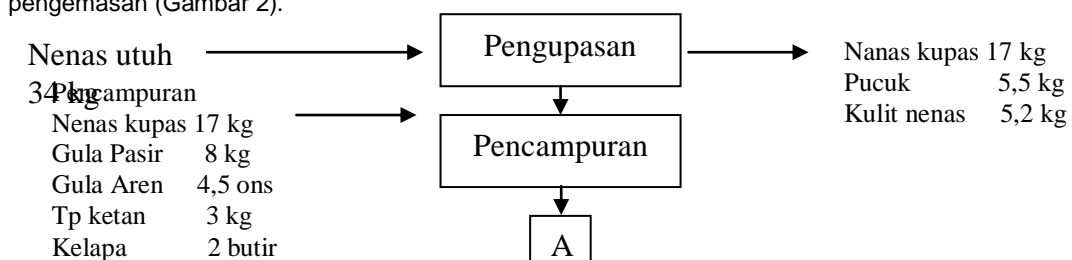 pengemasan (Gambar 2).
Nenas utuh
34 kg
Pengupasan
Nanas kupas 17 kg
Pucuk 5,5 kg
Kulit nenas 5,2 kg
Pencampuran
Nenas kupas 17 kg
Gula Pasir 8 kg
Gula Aren 4,5 ons
Tp ketan 3 kg
Kelapa 2 butir
Pencampuran
A